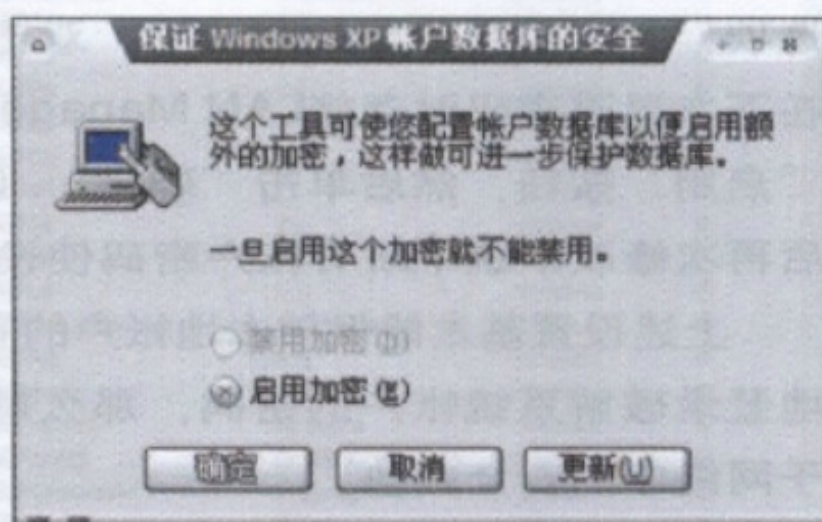 保证 Windows XP 帐户数据库的安全
这个工具可使您配置帐户数据库以便启用额
外的加密，这样做可进一步保护数据库。
一旦启用这个加密就不能禁用。
禁用加密(D)
启用加密(E)
确定 取消 更新(U)